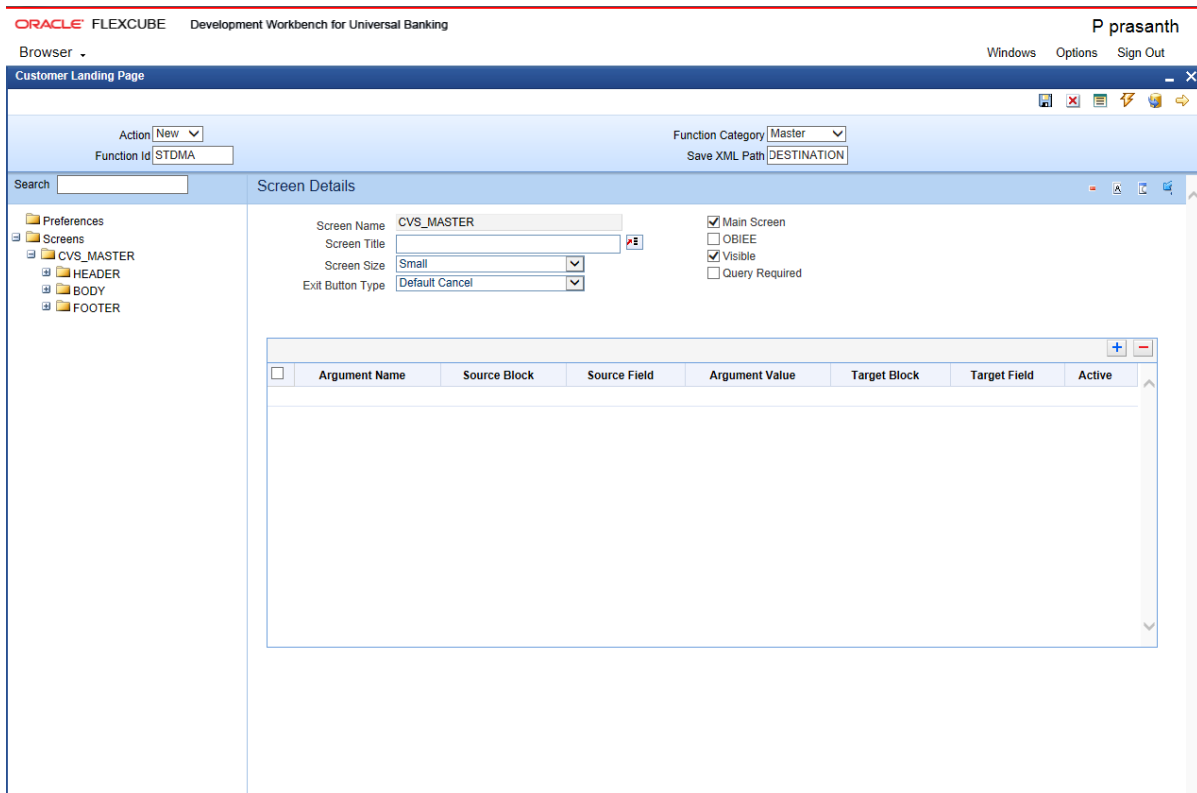 ORACLE FLEXCUBE Development Workbench for Universal Banking P prasanth
Browser Windows Options Sign Out
Customer Landing Page
Action New Function Category Master
Function Id STDMA Save XML Path DESTINATION
Search
Screen Details
Preferences
Screens
CVS_MASTER
HEADER
BODY
FOOTER
Screen Name CVS_MASTER
Screen Title
Screen Size Small
Exit Button Type Default Cancel
Main Screen
OBIEE
Visible
Query Required
Argument Name Source Block Source Field Argument Value Target Block Target Field Active